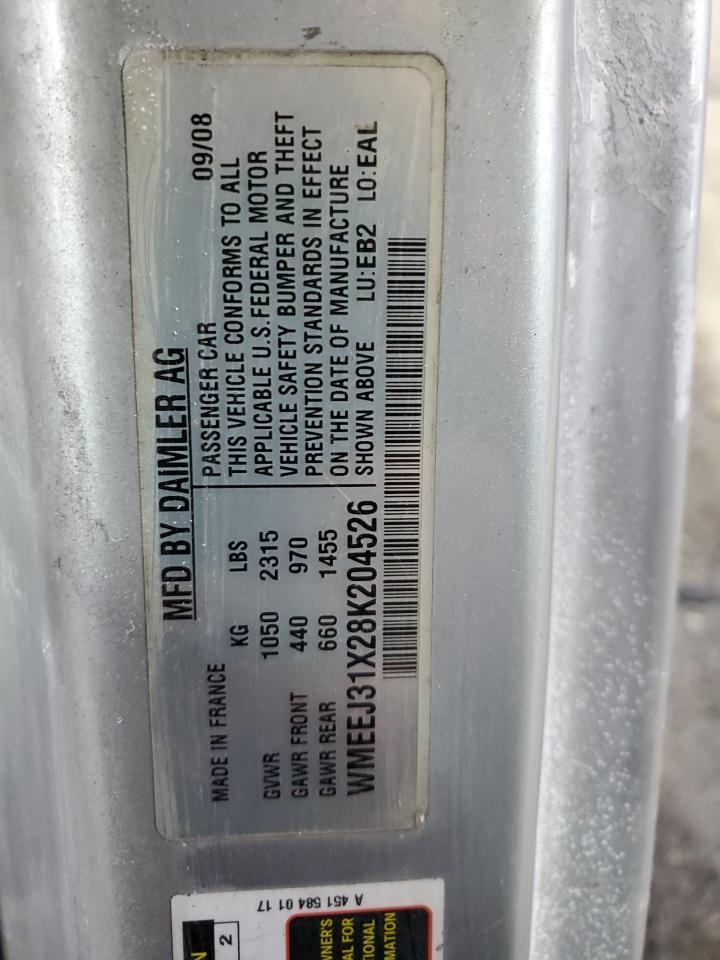 MFD BY DAIMLER AG
MADE IN FRANCE
KG LBS
GVWR 1050 2315
GAWR FRONT 440 970
GAWR REAR 660 1455
PASSENGER CAR 09/08
THIS VEHICLE CONFORMS TO ALL
APPLICABLE U.S.FEDERAL MOTOR
VEHICLE SAFETY BUMPER AND THEFT
PREVENTION STANDARDS IN EFFECT
ON THE DATE OF MANUFACTURE
SHOWN ABOVE LU:EB2 LO:EAL
WMEEJ31X28K204526
A 451 584 01 17
2